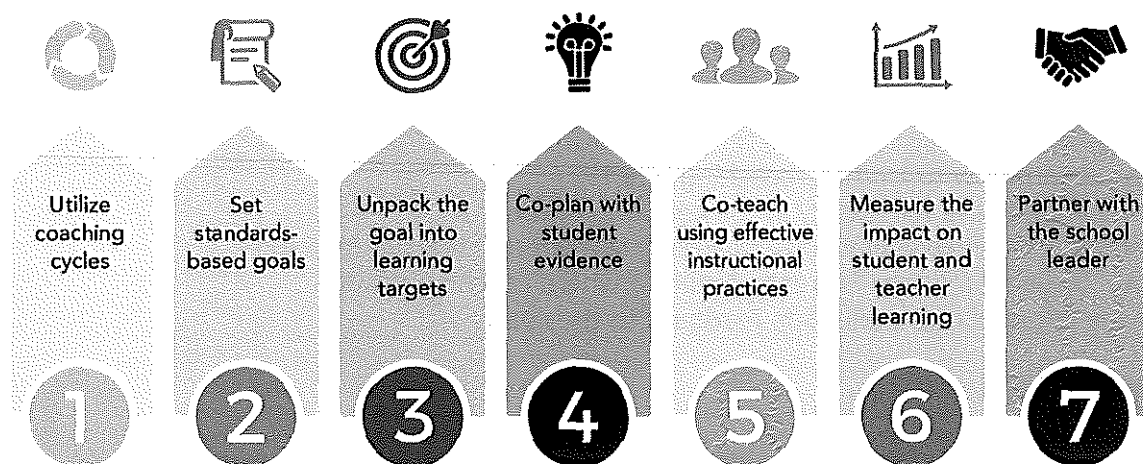 Utilize
coaching
cycles
1
Set
standards-
based goals
2
Unpack the
goal into
learning
targets
3
Co-plan with
student
evidence
4
Co-teach
using effective
instructional
practices
5
Measure the
impact on
student and
teacher
learning
6
Partner with
the school
leader
7